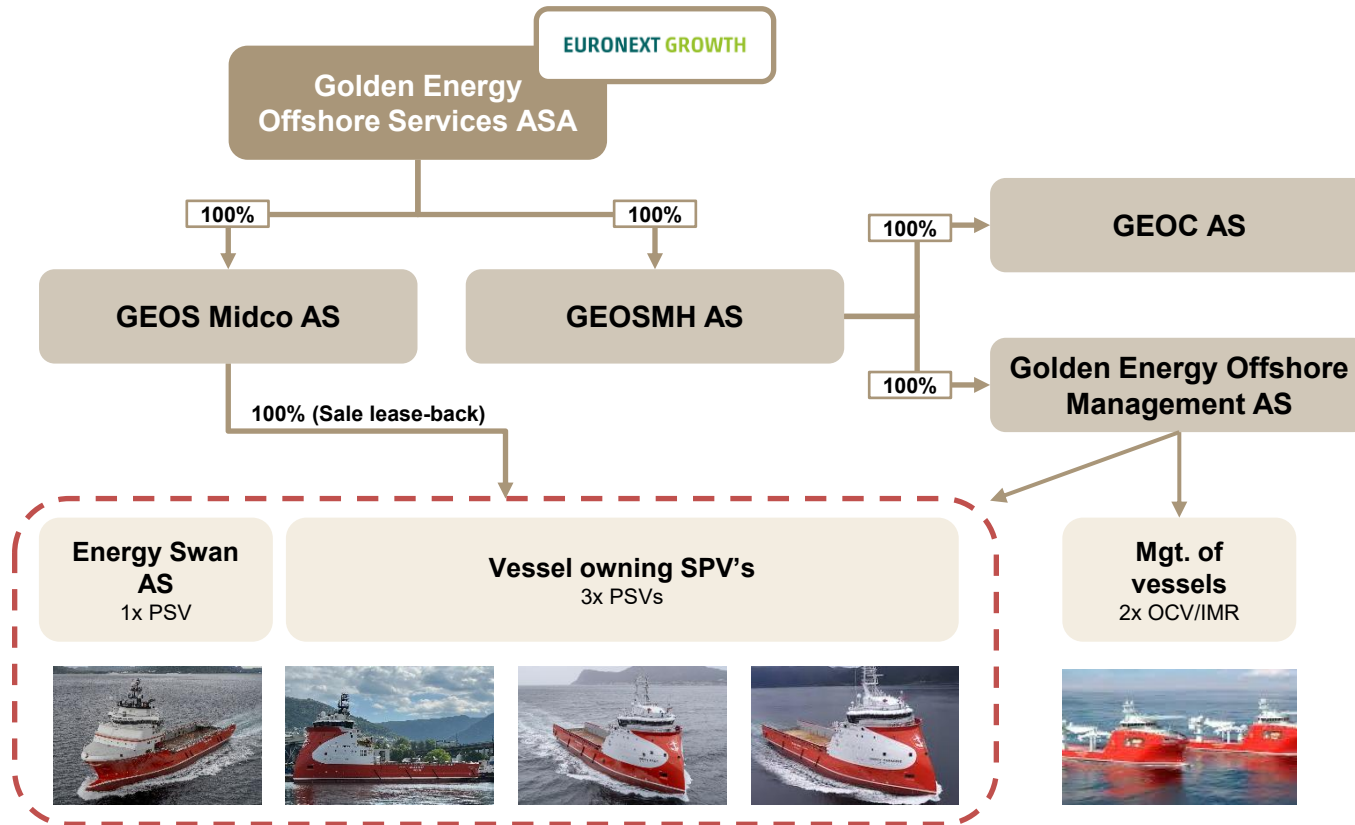 EURONEXT GROWTH
Golden Energy
Offshore Services ASA
100%
100%
100%
GEOC AS
GEOS Midco AS
GEOSMH AS
100%
Golden Energy Offshore
Management AS
100% (Sale lease-back)
Energy Swan
AS
1x PSV
Vessel owning SPV's
3x PSVs
Mgt. of
vessels
2x OCV/IMR